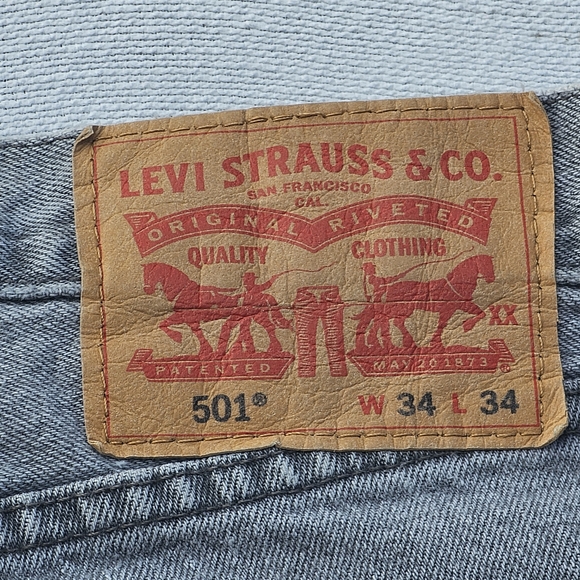 LEVI STRAUSS & CO.
SAN FRANCISCO
CAL.
ORIGINAL RIVETED
QUALITY CLOTHING
XX
PATENTED MAY 20 1873
501® W 34 L 34